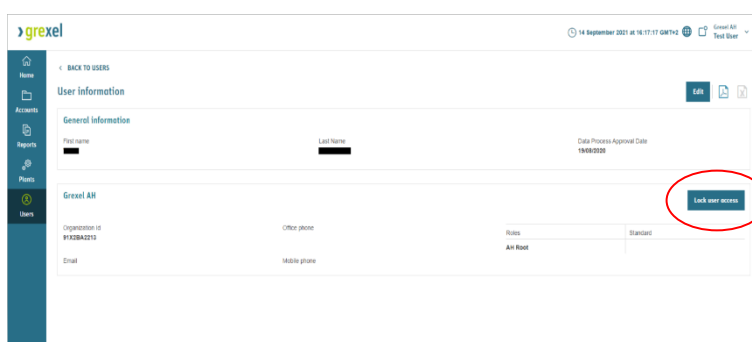 grexel
14 September 2021 at 16:17:17 GMT+2
Grexel AH
Test User
Home
Accounts
Reports
Plants
Users
< BACK TO USERS
User information
Edit
General information
First name
Last Name
Data Process Approval Date
19/08/2020
Grexel AH
Lock user access
Organization Id
91X2BA2213
Office phone
Roles
Standard
AH Root
Email
Mobile phone